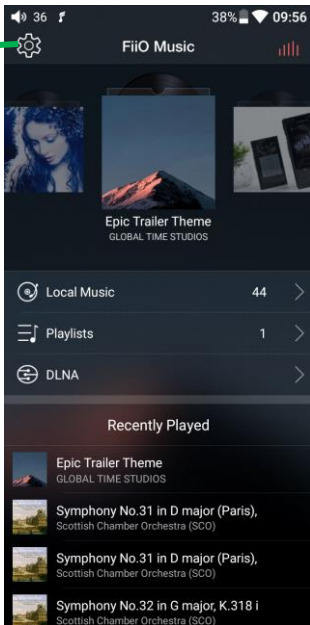 36 38% 09:56
FiiO Music
Epic Trailer Theme
GLOBAL TIME STUDIOS
Local Music 44
Playlists 1
DLNA
Recently Played
Epic Trailer Theme
GLOBAL TIME STUDIOS
Symphony No.31 in D major (Paris),
Scottish Chamber Orchestra (SCO)
Symphony No.31 in D major (Paris),
Scottish Chamber Orchestra (SCO)
Symphony No.32 in G major, K.318 i
Scottish Chamber Orchestra (SCO)